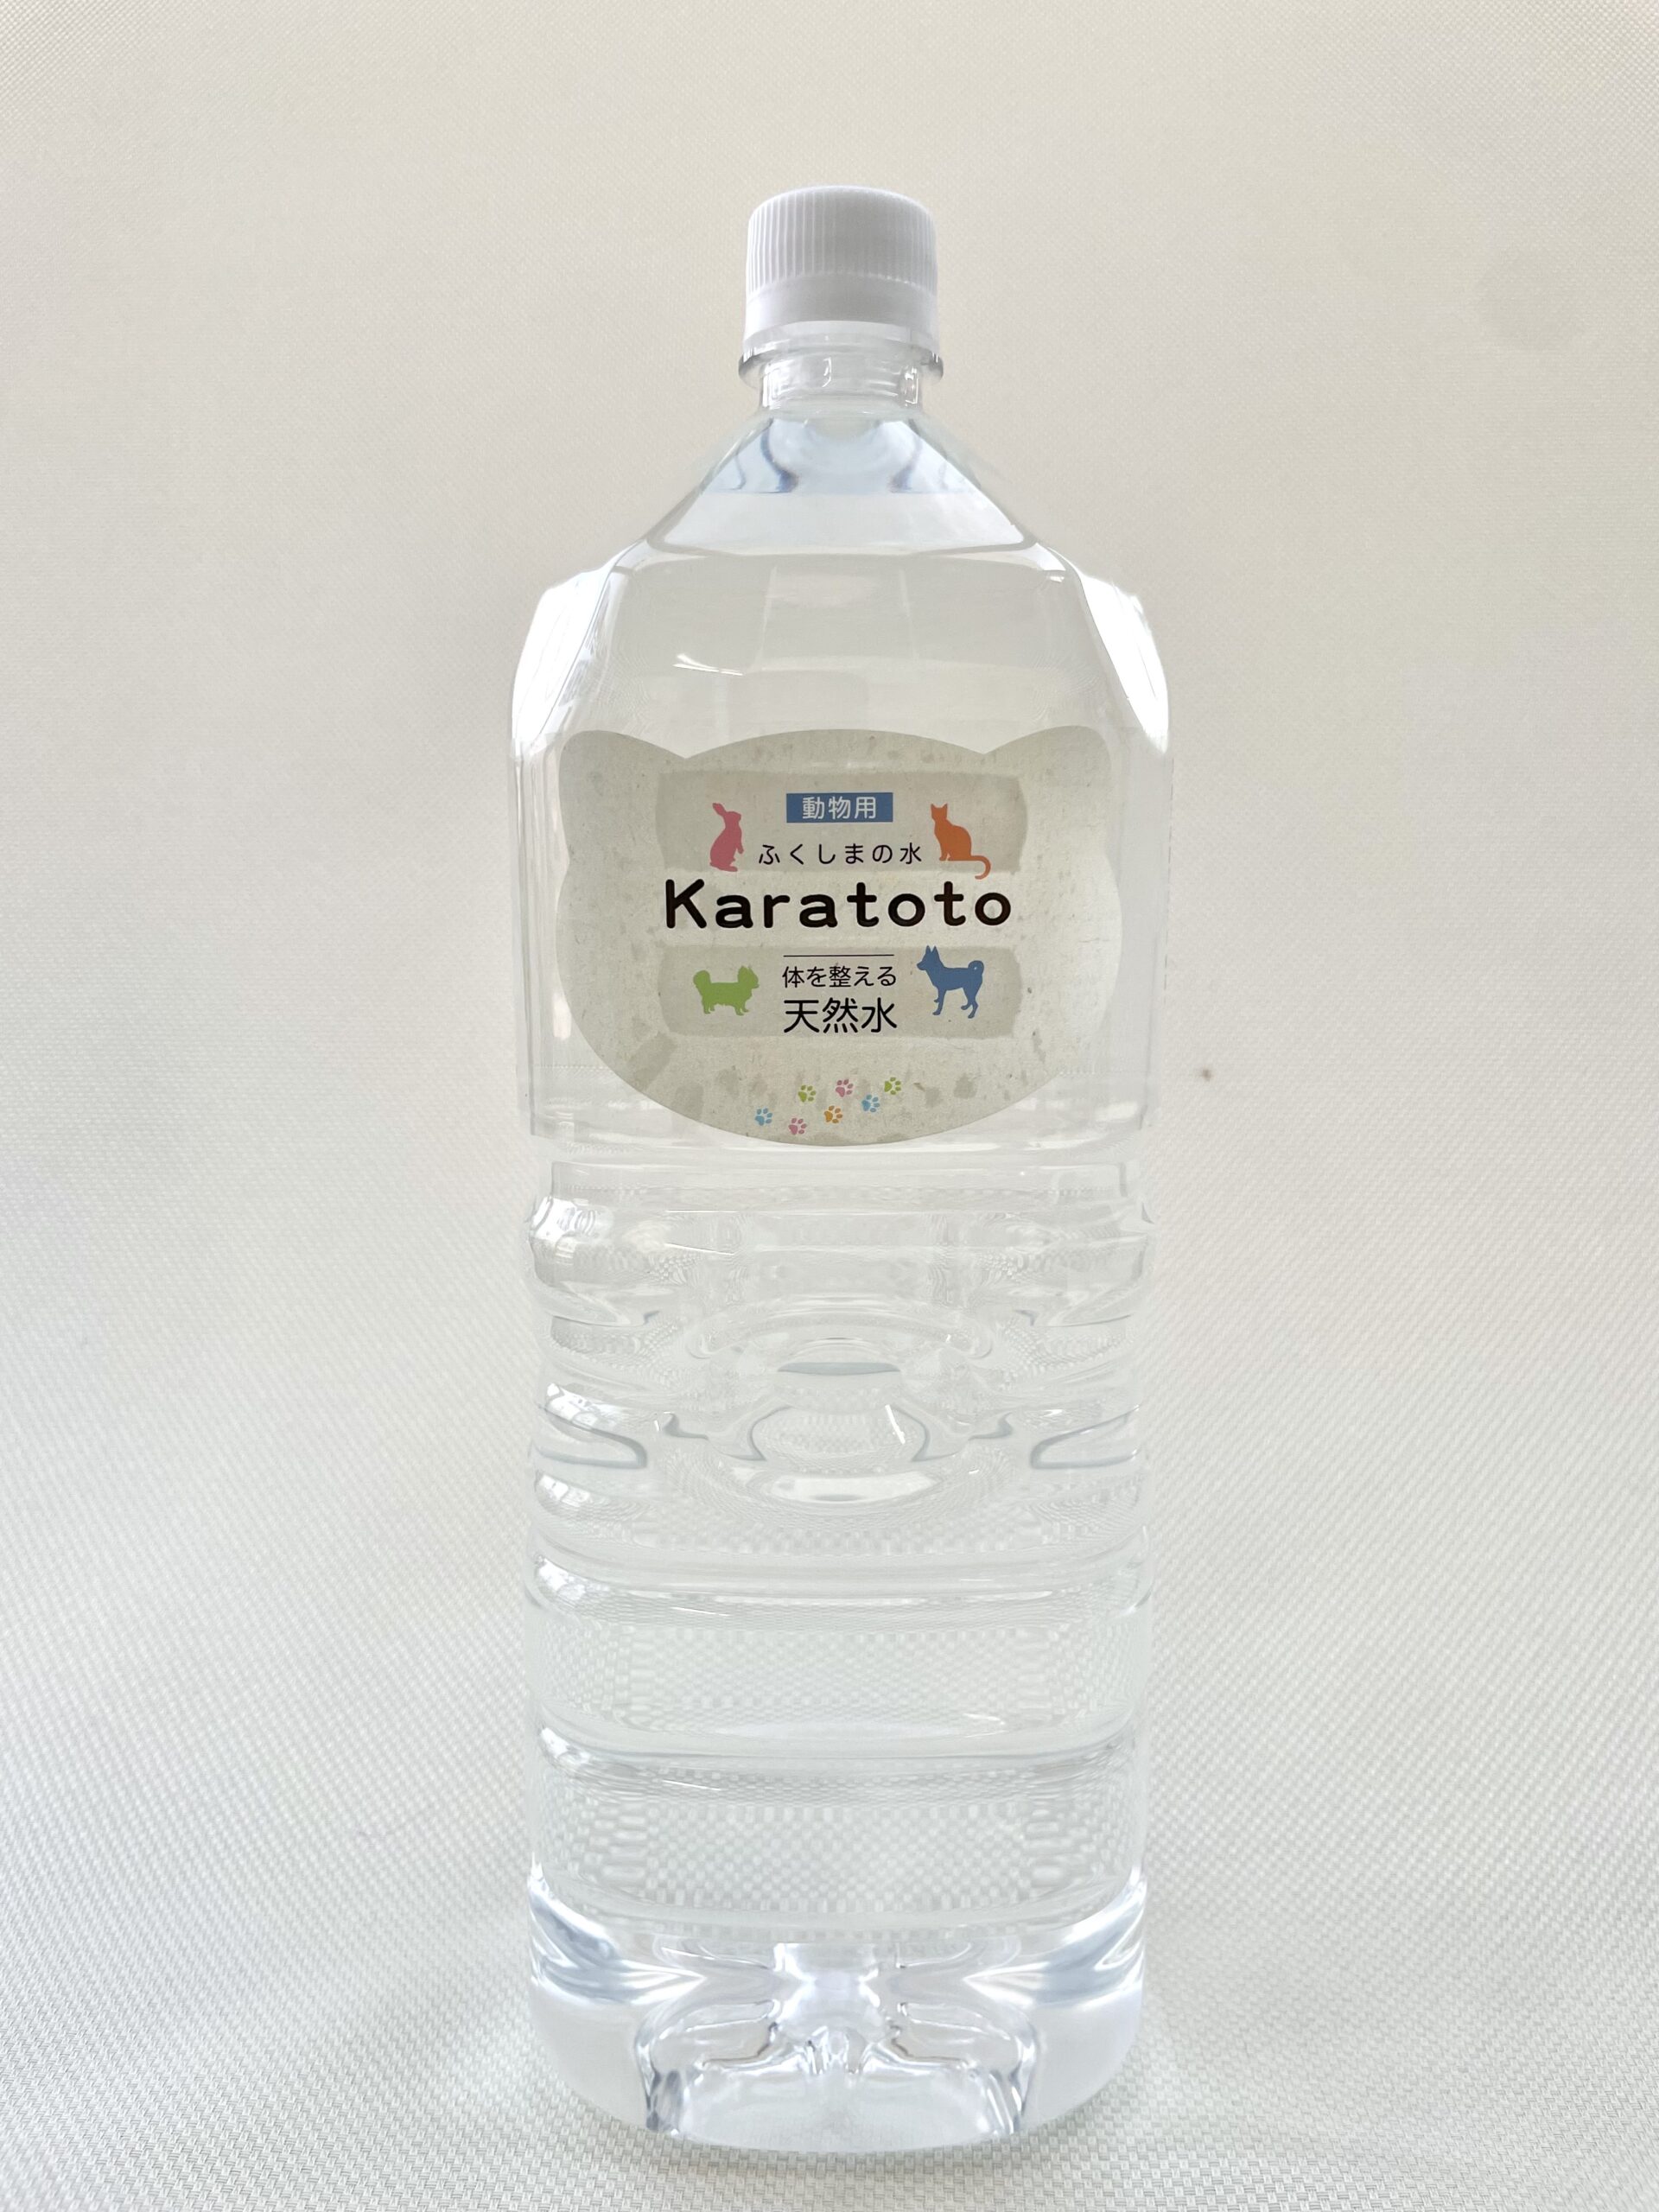 動物用
ふくしまの水
Karatoto
体を整える
天然水